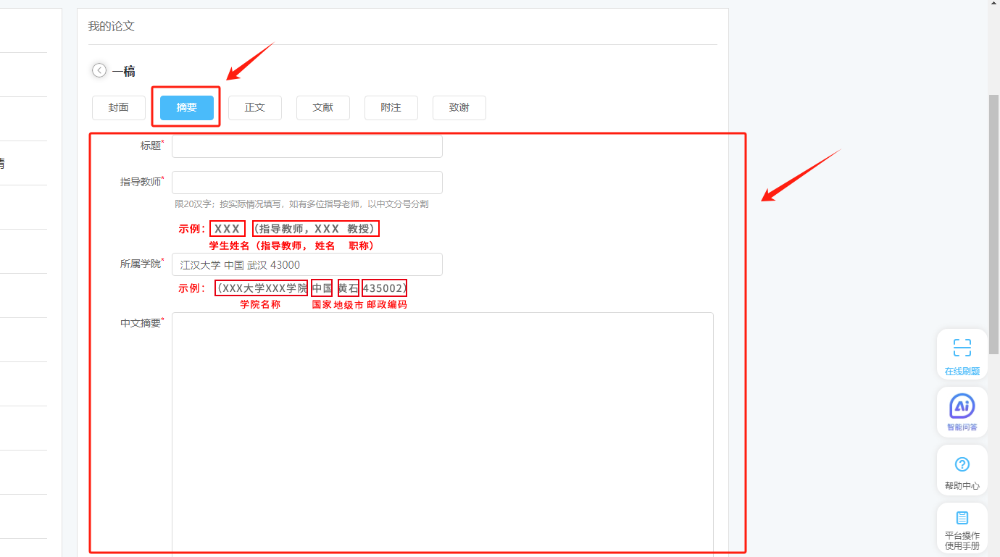 我的论文
一稿
封面 摘要 正文 文献 附注 致谢
标题*
指导教师*
限20汉字；按实际情况填写，如有多位指导老师，以中文分号分割
示例： XXX （指导教师，XXX 教授）
学生姓名（指导教师， 姓名 职称）
所属学院* 江汉大学 中国 武汉 43000
示例： （XXX大学XXX学院 中国 黄石 435002）
学院名称 国家 地级市 邮政编码
中文摘要*
在线刷题
Ai
智能问答
帮助中心
平台操作
使用手册